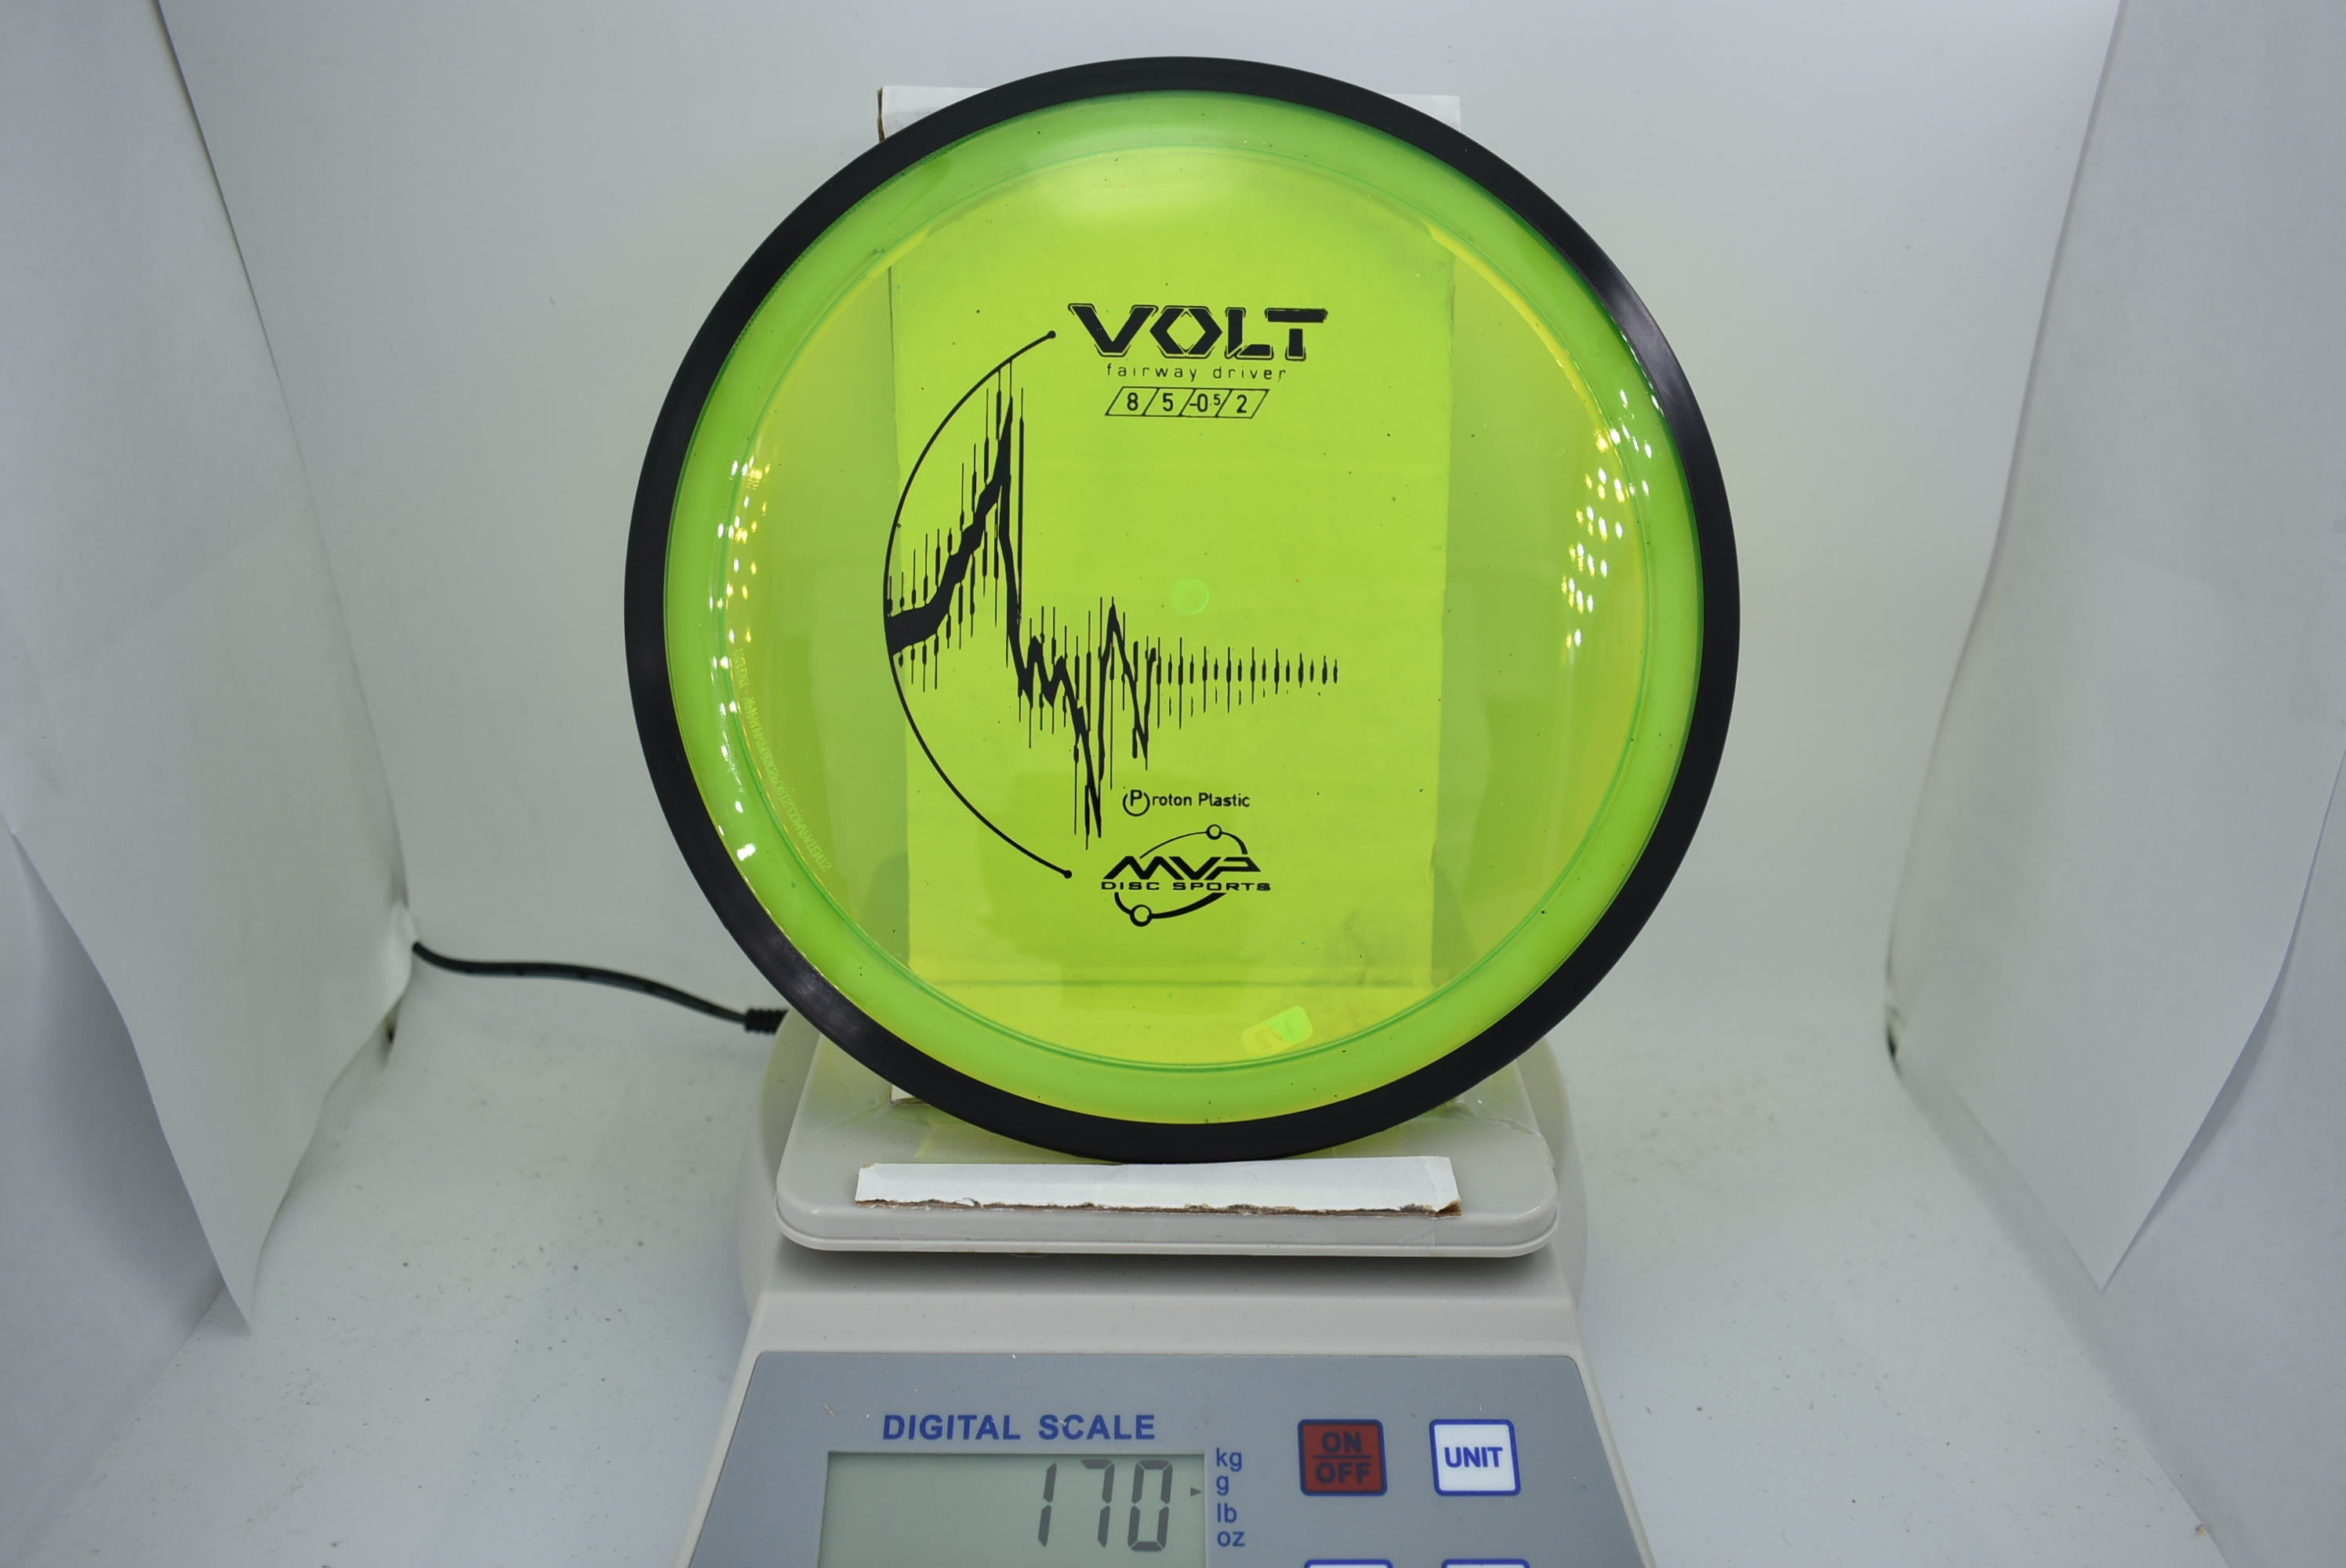 VOLT
fairway driver
8/5/-0.5/2
Proton Plastic
MVP
DISC SPORTS
DIGITAL SCALE
170
kg
g
lb
oz
ON
OFF
UNIT